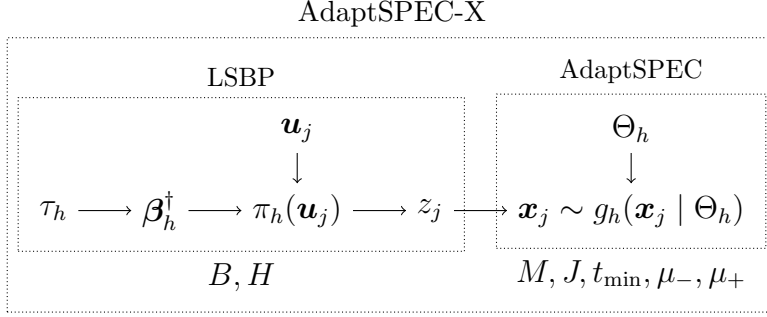 AdaptSPEC-X
LSBP
AdaptSPEC
𝒖_j
Θ_h
τ_h ⟶ 𝜷_h^† ⟶ π_h(𝒖_j) ⟶ z_j ⟶ 𝒙_j ∼ g_h(𝒙_j | Θ_h)
B, H
M, J, t_min, μ_−, μ_+